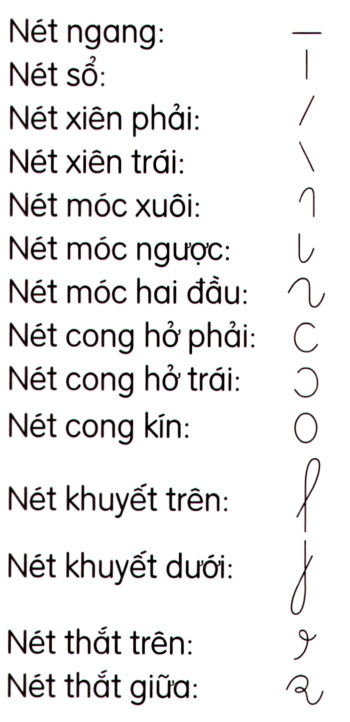 Nét ngang:
Nét sổ:
Nét xiên phải:
Nét xiên trái:
Nét móc xuôi:
Nét móc ngược:
Nét móc hai đầu:
Nét cong hở phải:
Nét cong hở trái:
Nét cong kín:
Nét khuyết trên:
Nét khuyết dưới:
Nét thắt trên:
Nét thắt giữa: